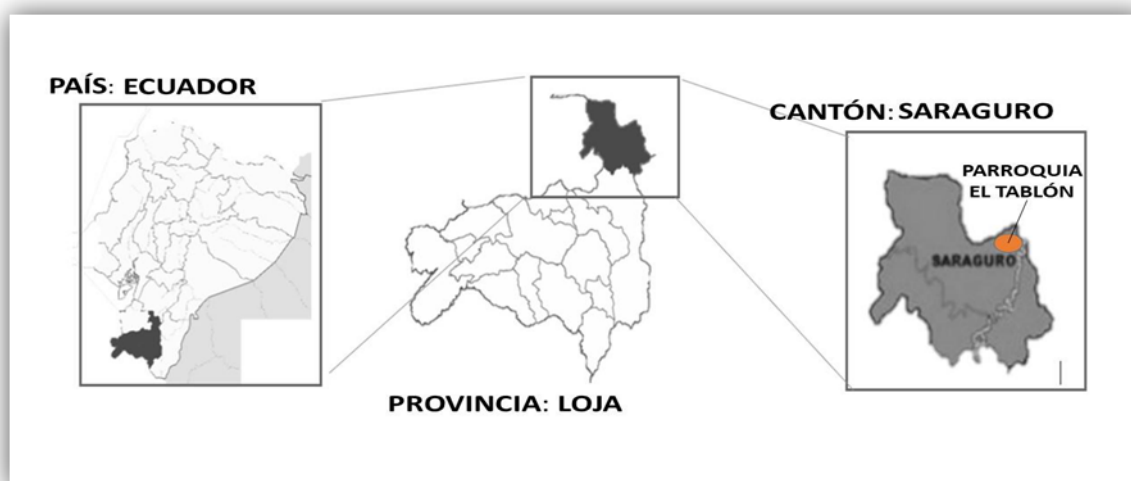 PAÍS: ECUADOR
CANTÓN: SARAGURO
PARROQUIA
EL TABLÓN
SARAGURO
PROVINCIA: LOJA